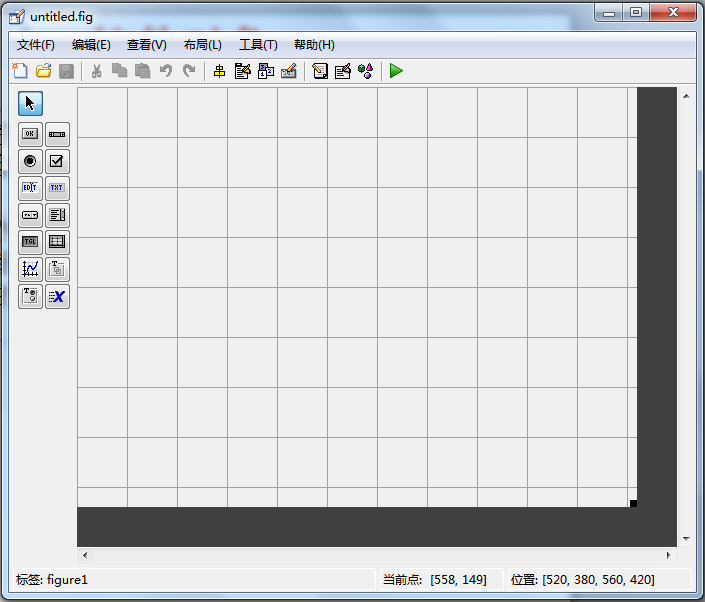 untitled.fig
文件(F) 编辑(E) 查看(V) 布局(L) 工具(T) 帮助(H)
OK
EDIT TXT
TGL
标签: figure1 当前点: [558, 149] 位置: [520, 380, 560, 420]